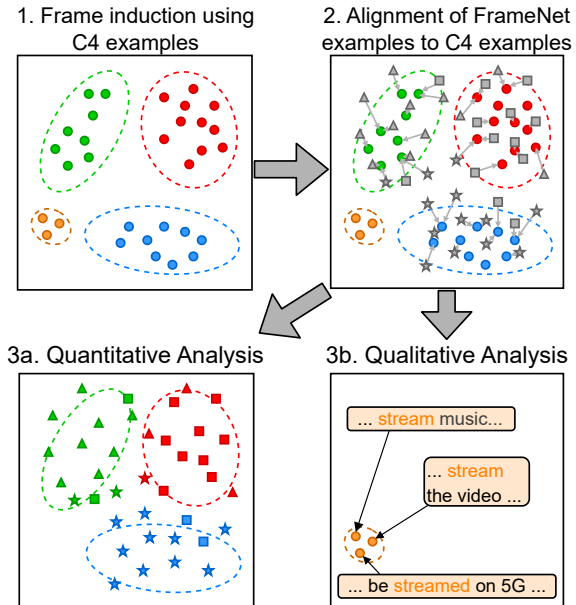 1. Frame induction using
C4 examples
2. Alignment of FrameNet
examples to C4 examples
3a. Quantitative Analysis
3b. Qualitative Analysis
... stream music...
... stream
the video ...
... be streamed on 5G ...